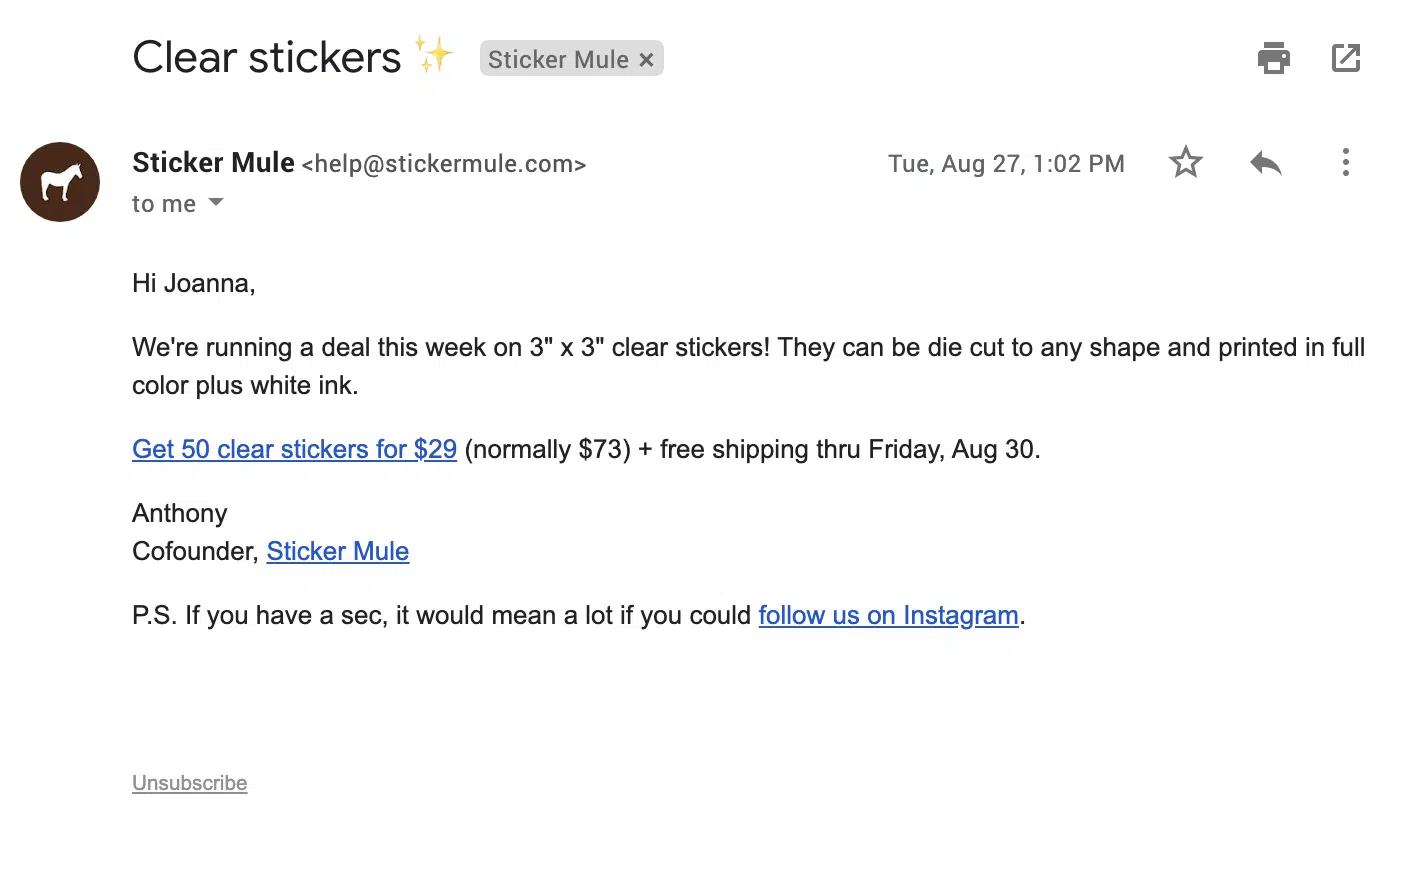 Clear stickers ✨ Sticker Mule ×
Sticker Mule <help@stickermule.com> Tue, Aug 27, 1:02 PM
to me
Hi Joanna,
We're running a deal this week on 3" x 3" clear stickers! They can be die cut to any shape and printed in full
color plus white ink.
Get 50 clear stickers for $29 (normally $73) + free shipping thru Friday, Aug 30.
Anthony
Cofounder, Sticker Mule
P.S. If you have a sec, it would mean a lot if you could follow us on Instagram.
Unsubscribe